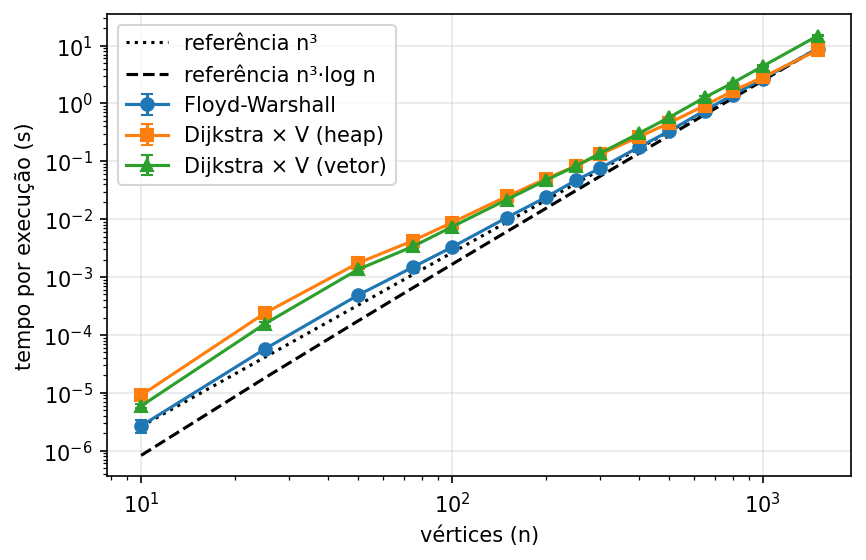 referência n³
referência n³·log n
Floyd-Warshall
Dijkstra × V (heap)
Dijkstra × V (vetor)
tempo por execução (s)
10¹
10⁰
10⁻¹
10⁻²
10⁻³
10⁻⁴
10⁻⁵
10⁻⁶
10¹ 10² 10³
vértices (n)